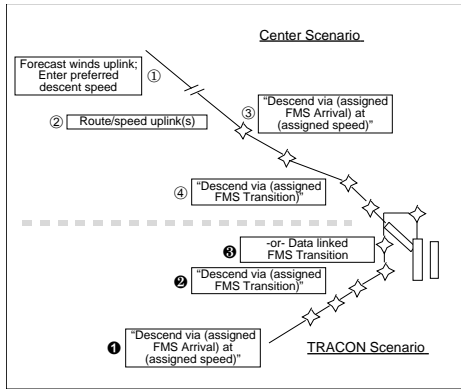 Center Scenario
Forecast winds uplink;
Enter preferred
descent speed
①
② Route/speed uplink(s)
③ “Descend via (assigned
FMS Arrival) at
(assigned speed)”
④ “Descend via (assigned
FMS Transition)”
❸ -or- Data linked
FMS Transition
❷ “Descend via (assigned
FMS Transition)”
❶ “Descend via (assigned
FMS Arrival) at
(assigned speed)”
TRACON Scenario